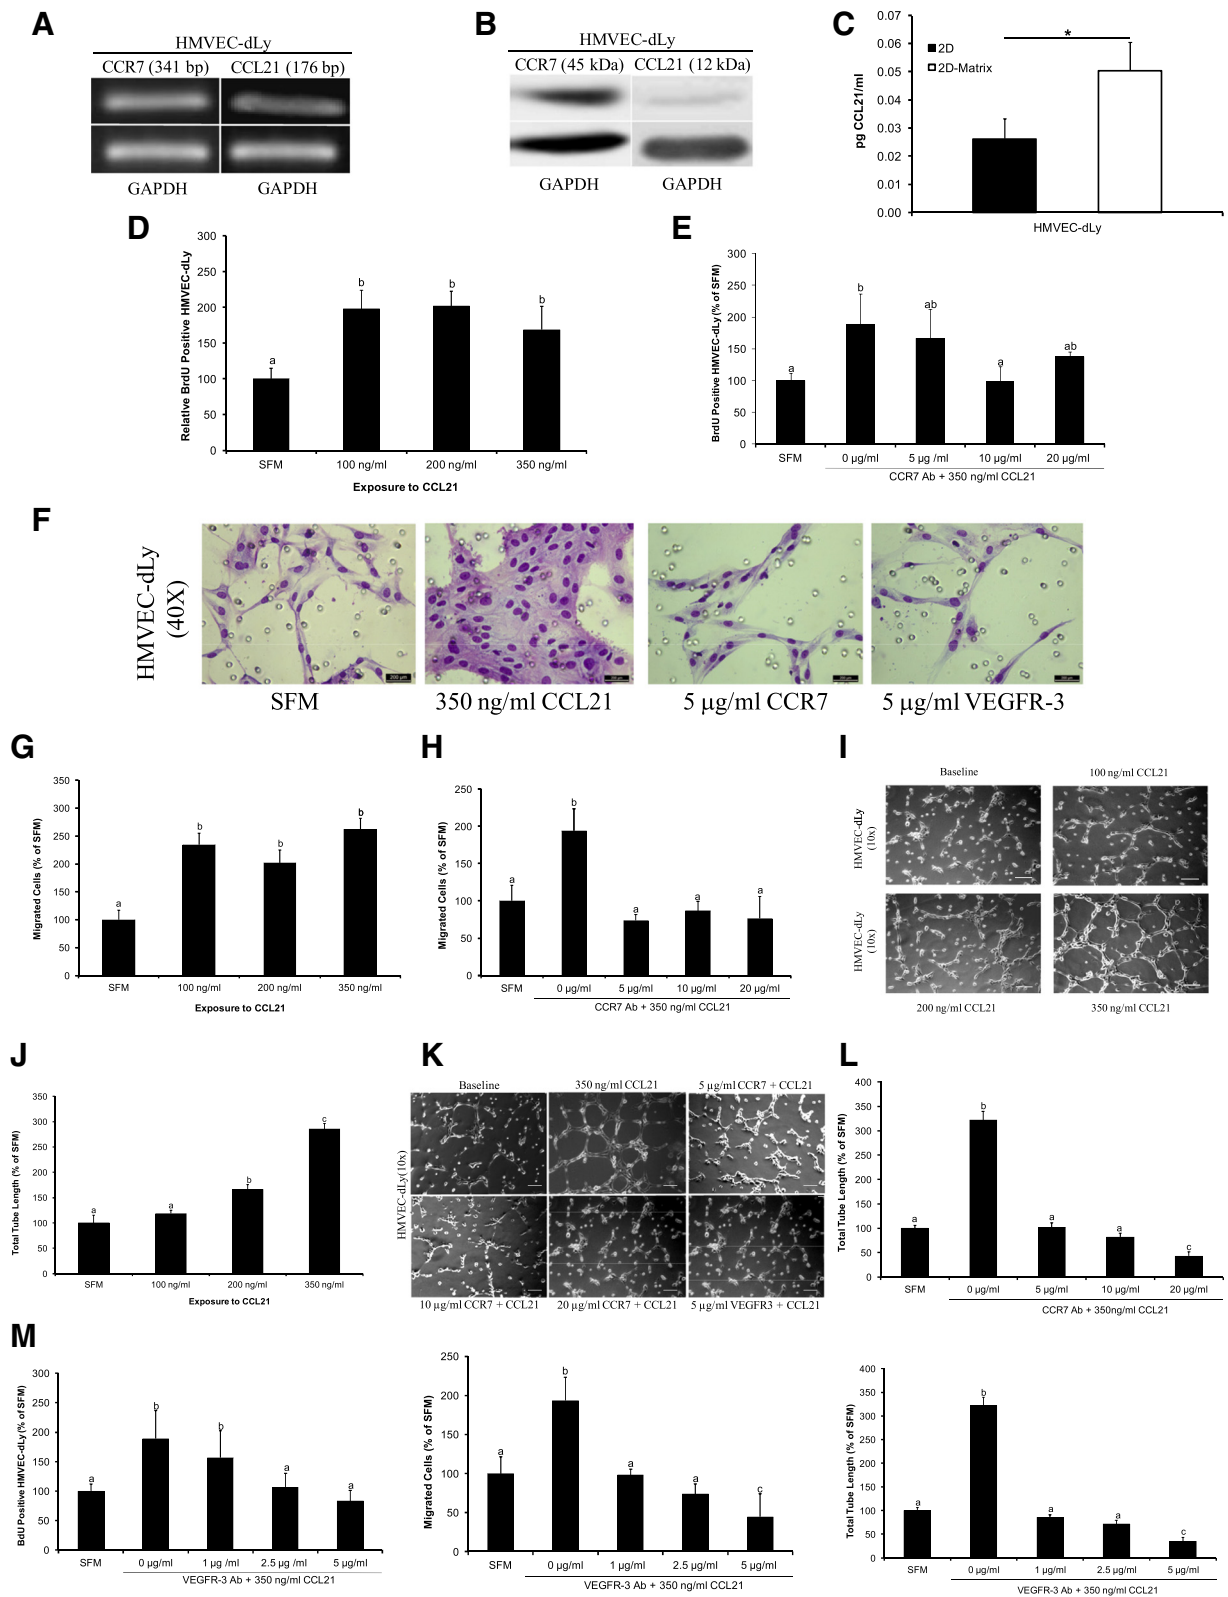 A
HMVEC-dLy
CCR7 (341 bp) CCL21 (176 bp)
GAPDH GAPDH
B
HMVEC-dLy
CCR7 (45 kDa) CCL21 (12 kDa)
GAPDH GAPDH
C
pg CCL21/ml
0.07
0.06
0.05
0.04
0.03
0.02
0.01
0.00
2D
2D-Matrix
*
HMVEC-dLy
D
Relative BrdU Positive HMVEC-dLy
300
250
200
150
100
50
0
a b b b
SFM 100 ng/ml 200 ng/ml 350 ng/ml
Exposure to CCL21
E
BrdU Positive HMVEC-dLy (% of SFM)
300
250
200
150
100
50
0
a b ab a ab
SFM 0 µg/ml 5 µg /ml 10 µg/ml 20 µg/ml
CCR7 Ab + 350 ng/ml CCL21
F
HMVEC-dLy
(40X)
200 µm
SFM 350 ng/ml CCL21 5 µg/ml CCR7 5 µg/ml VEGFR-3
G
Migrated Cells (% of SFM)
350
300
250
200
150
100
50
0
a b b b
SFM 100 ng/ml 200 ng/ml 350 ng/ml
Exposure to CCL21
H
Migrated Cells (% of SFM)
250
200
150
100
50
0
a b a a a
SFM 0 µg/ml 5 µg/ml 10 µg/ml 20 µg/ml
CCR7 Ab + 350 ng/ml CCL21
I
Baseline 100 ng/ml CCL21
HMVEC-dLy
(10x)
HMVEC-dLy
(10x)
200 ng/ml CCL21 350 ng/ml CCL21
J
Total Tube Length (% of SFM)
350
300
250
200
150
100
50
0
a a b c
SFM 100 ng/ml 200 ng/ml 350 ng/ml
Exposure to CCL21
K
Baseline 350 ng/ml CCL21 5 µg/ml CCR7 + CCL21
HMVEC-dLy(10x)
10 µg/ml CCR7 + CCL21 20 µg/ml CCR7 + CCL21 5 µg/ml VEGFR3 + CCL21
L
Total Tube Length (% of SFM)
400
350
300
250
200
150
100
50
0
a b a a c
SFM 0 µg/ml 5 µg/ml 10 µg/ml 20 µg/ml
CCR7 Ab + 350ng/ml CCL21
M
BdU Positive HMVEC-dLy (% of SFM)
300
250
200
150
100
50
0
a b b a a
SFM 0 µg/ml 1 µg /ml 2.5 µg /ml 5 µg/ml
VEGFR-3 Ab + 350 ng/ml CCL21
Migrated Cells (% of SFM)
250
200
150
100
50
0
a b a a c
SFM 0 µg/ml 1 µg/ml 2.5 µg/ml 5 µg/ml
VEGFR-3 Ab + 350 ng/ml CCL21
Total Tube Length (% of SFM)
400
350
300
250
200
150
100
50
0
a b a a c
SFM 0 µg/ml 1 µg/ml 2.5 µg/ml 5 µg/ml
VEGFR-3 Ab + 350 ng/ml CCL21